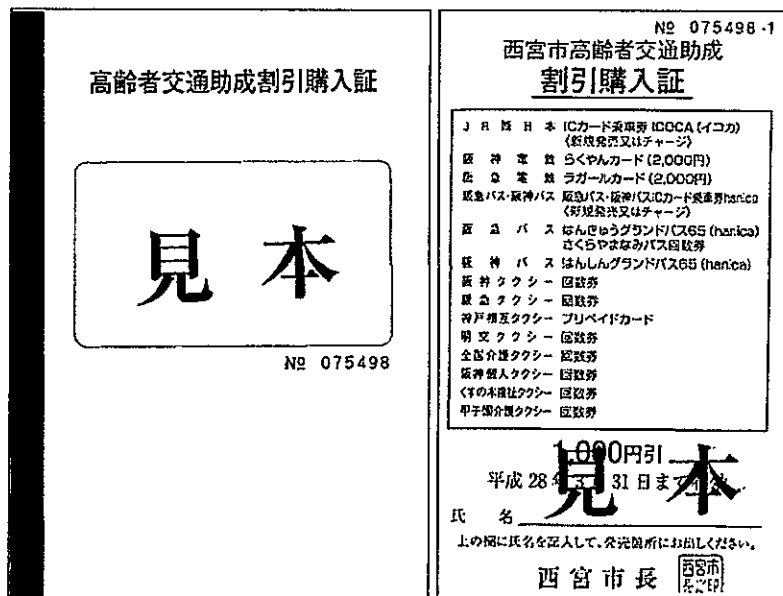 高齢者交通助成割引購入証
見本
№ 075498
№ 075498-1
西宮市高齢者交通助成
割引購入証
JR西日本 ICカード乗車券 ICOCA (イコカ)
〈新規発売又はチャージ〉
阪神電鉄 らくやんカード (2,000円)
阪急電鉄 ラガールカード (2,000円)
阪急バス・阪神バス 阪急バス・阪神バスICカード乗車券hanica
〈新規発売又はチャージ〉
阪急バス はんきゅうグランドパス65 (hanica)
さくらやまなみバス回数券
阪神バス はんしんグランドパス65 (hanica)
阪神タクシー 回数券
阪急タクシー 回数券
神戸相互タクシー プリペイドカード
明交タクシー 回数券
全国介護タクシー 回数券
阪神個人タクシー 回数券
くすの木福祉タクシー 回数券
甲子園介護タクシー 回数券
1,000円引
平成28年3月31日まで
見本
氏名
上の欄に氏名を記入して、発売箇所にお出しください。
西宮市長